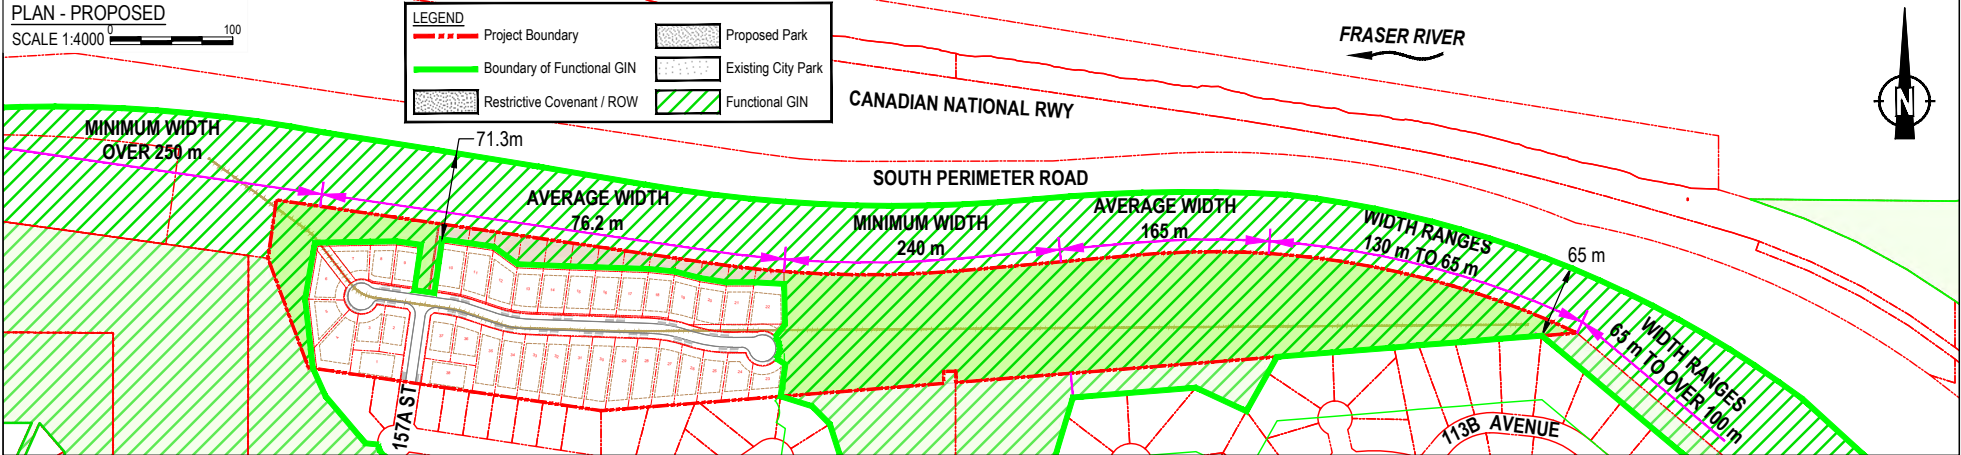 PLAN - PROPOSED
SCALE 1:4000
0
100
LEGEND
Project Boundary
Proposed Park
Boundary of Functional GIN
Existing City Park
Restrictive Covenant / ROW
Functional GIN
FRASER RIVER
N
CANADIAN NATIONAL RWY
SOUTH PERIMETER ROAD
MINIMUM WIDTH
OVER 250 m
71.3m
AVERAGE WIDTH
76.2 m
MINIMUM WIDTH
240 m
AVERAGE WIDTH
165 m
WIDTH RANGES
130 m TO 65 m
65 m
WIDTH RANGES
65 m TO OVER 100 m
157A ST
113B AVENUE